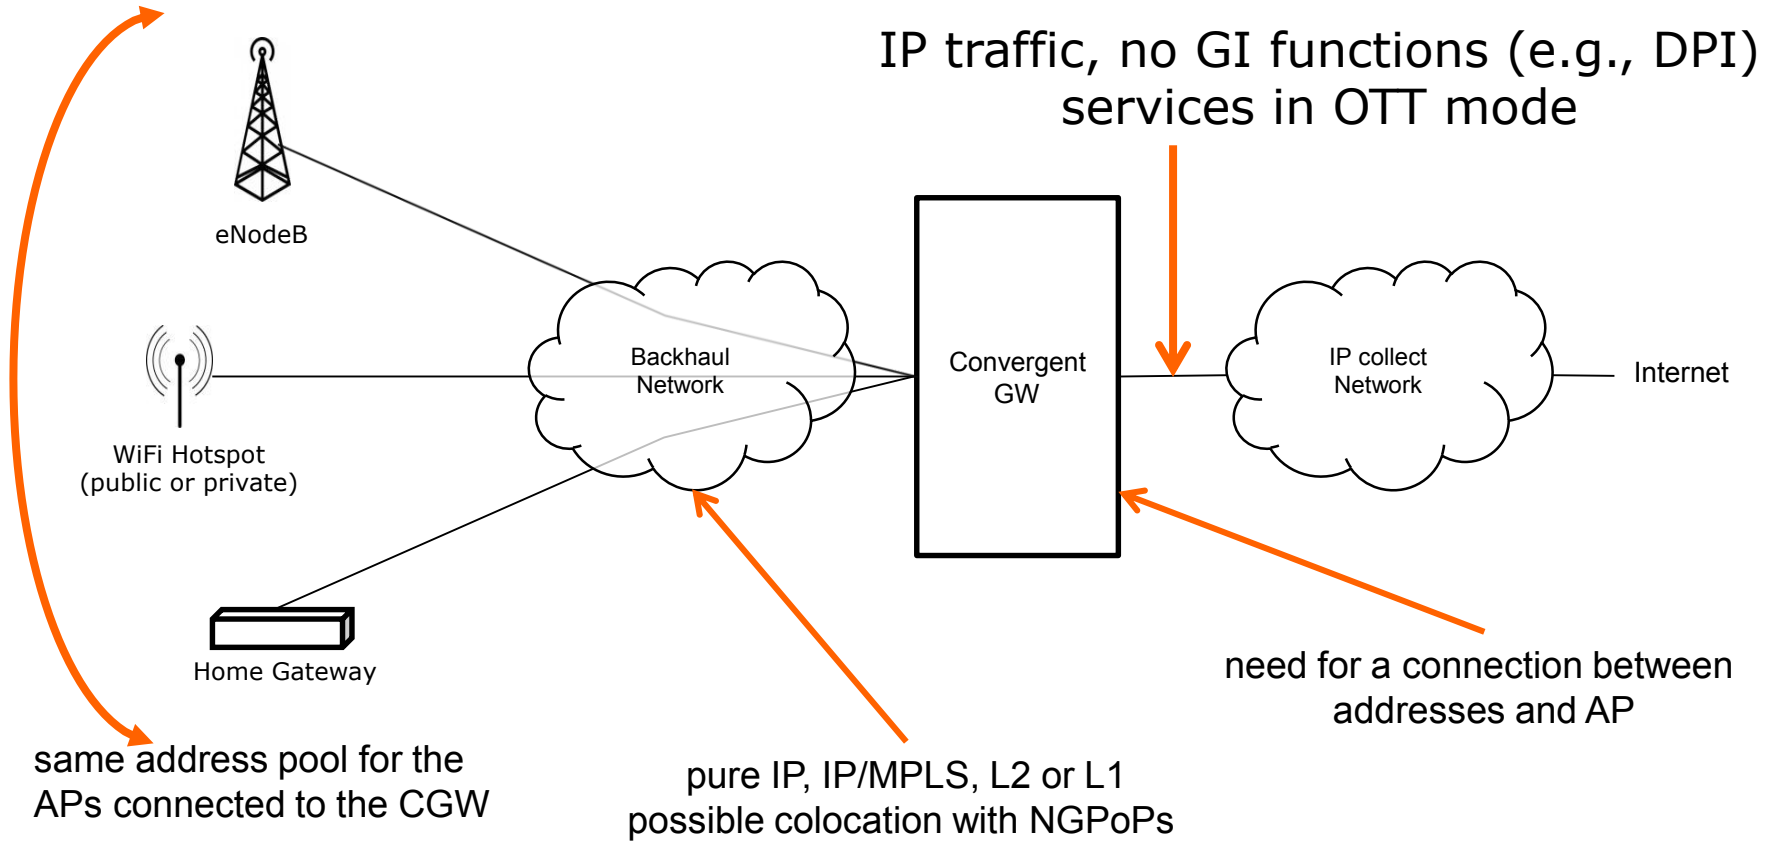 IP traffic, no GI functions (e.g., DPI)
services in OTT mode
eNodeB
Backhaul
Network
Convergent
GW
IP collect
Network
Internet
WiFi Hotspot
(public or private)
Home Gateway
need for a connection between
addresses and AP
same address pool for the
APs connected to the CGW
pure IP, IP/MPLS, L2 or L1
possible colocation with NGPoPs